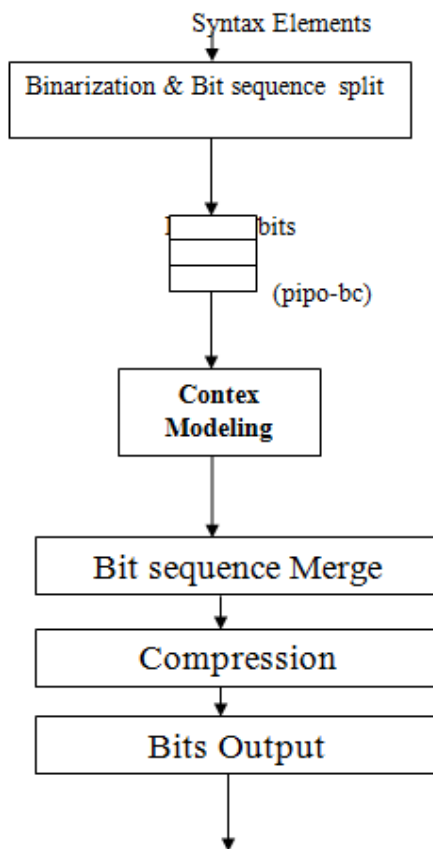 Syntax Elements
Binarization & Bit sequence split
bits
(pipo-bc)
Contex
Modeling
Bit sequence Merge
Compression
Bits Output